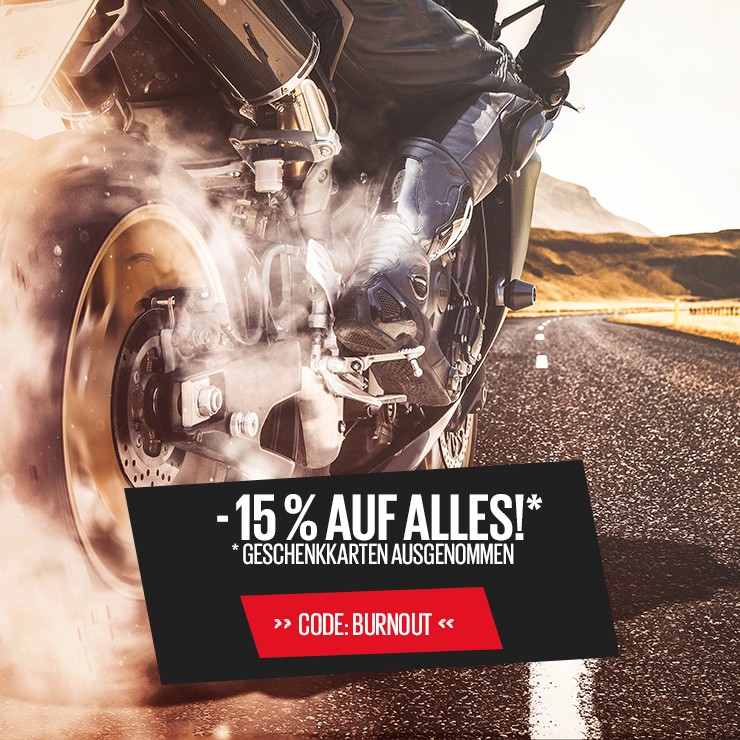 - 15 % AUF ALLES!*
* GESCHENKKARTEN AUSGENOMMEN
>> CODE: BURNOUT <<